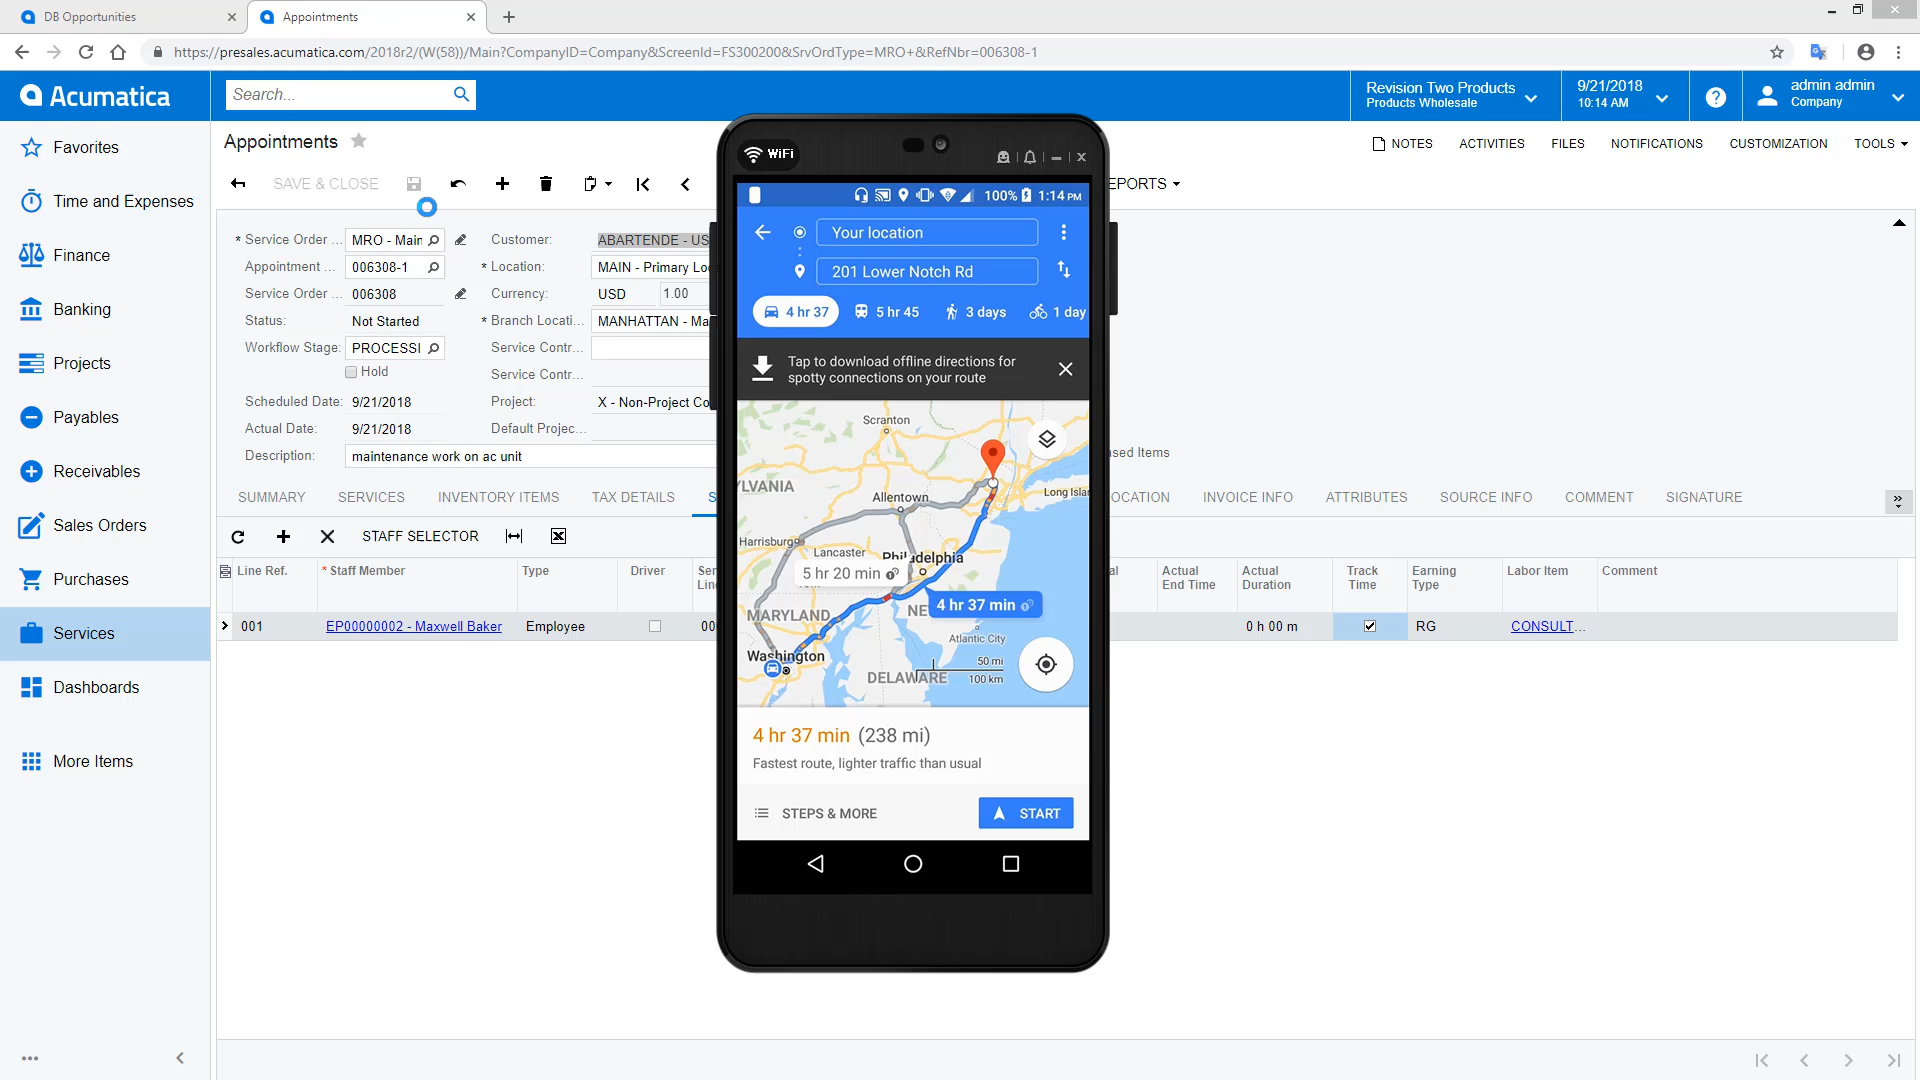 DB Opportunities
Appointments
https://presales.acumatica.com/2018r2/(W(58))/Main?CompanyID=Company&ScreenId=FS300200&SrvOrdType=MRO+&RefNbr=006308-1
Acumatica
Search...
Revision Two Products
Products Wholesale
9/21/2018
10:14 AM
admin admin
Company
Favorites
Time and Expenses
Finance
Banking
Projects
Payables
Receivables
Sales Orders
Purchases
Services
Dashboards
More Items
Appointments
NOTES
ACTIVITIES
FILES
NOTIFICATIONS
CUSTOMIZATION
TOOLS
SAVE & CLOSE
EPORTS
* Service Order ...
MRO - Main
Appointment ...
006308-1
Service Order ...
006308
Status:
Not Started
Workflow Stage:
PROCESSI
Hold
Scheduled Date:
9/21/2018
Actual Date:
9/21/2018
Description:
maintenance work on ac unit
Customer:
ABARTENDE - US
* Location:
MAIN - Primary Lo
Currency:
USD
1.00
* Branch Locati...
MANHATTAN - Ma
Service Contr...
Service Contr...
Project:
X - Non-Project Co
Default Projec...
sed Items
SUMMARY
SERVICES
INVENTORY ITEMS
TAX DETAILS
S
OCATION
INVOICE INFO
ATTRIBUTES
SOURCE INFO
COMMENT
SIGNATURE
STAFF SELECTOR
Line Ref.
* Staff Member
Type
Driver
Ser
Line
al
Actual
End Time
Actual
Duration
Track
Time
Earning
Type
Labor Item
Comment
001
EP00000002 - Maxwell Baker
Employee
00
0 h 00 m
RG
CONSULT...
WiFi
100%
1:14 PM
Your location
201 Lower Notch Rd
4 hr 37
5 hr 45
3 days
1 day
Tap to download offline directions for
spotty connections on your route
Scranton
YLVANIA
Allentown
Long Islan
Harrisburg
Lancaster
Philadelphia
5 hr 20 min
4 hr 37 min
MARYLAND
NE
Atlantic City
Washington
DELAWARE
50 mi
100 km
4 hr 37 min (238 mi)
Fastest route, lighter traffic than usual
STEPS & MORE
START